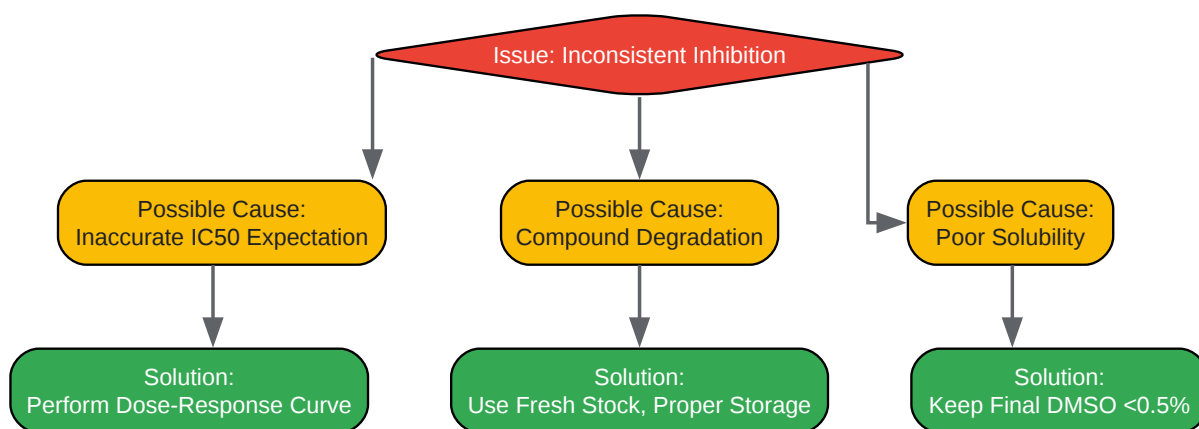 Issue: Inconsistent Inhibition
Possible Cause:
Inaccurate IC50 Expectation
Possible Cause:
Compound Degradation
Possible Cause:
Poor Solubility
Solution:
Perform Dose-Response Curve
Solution:
Use Fresh Stock, Proper Storage
Solution:
Keep Final DMSO <0.5%